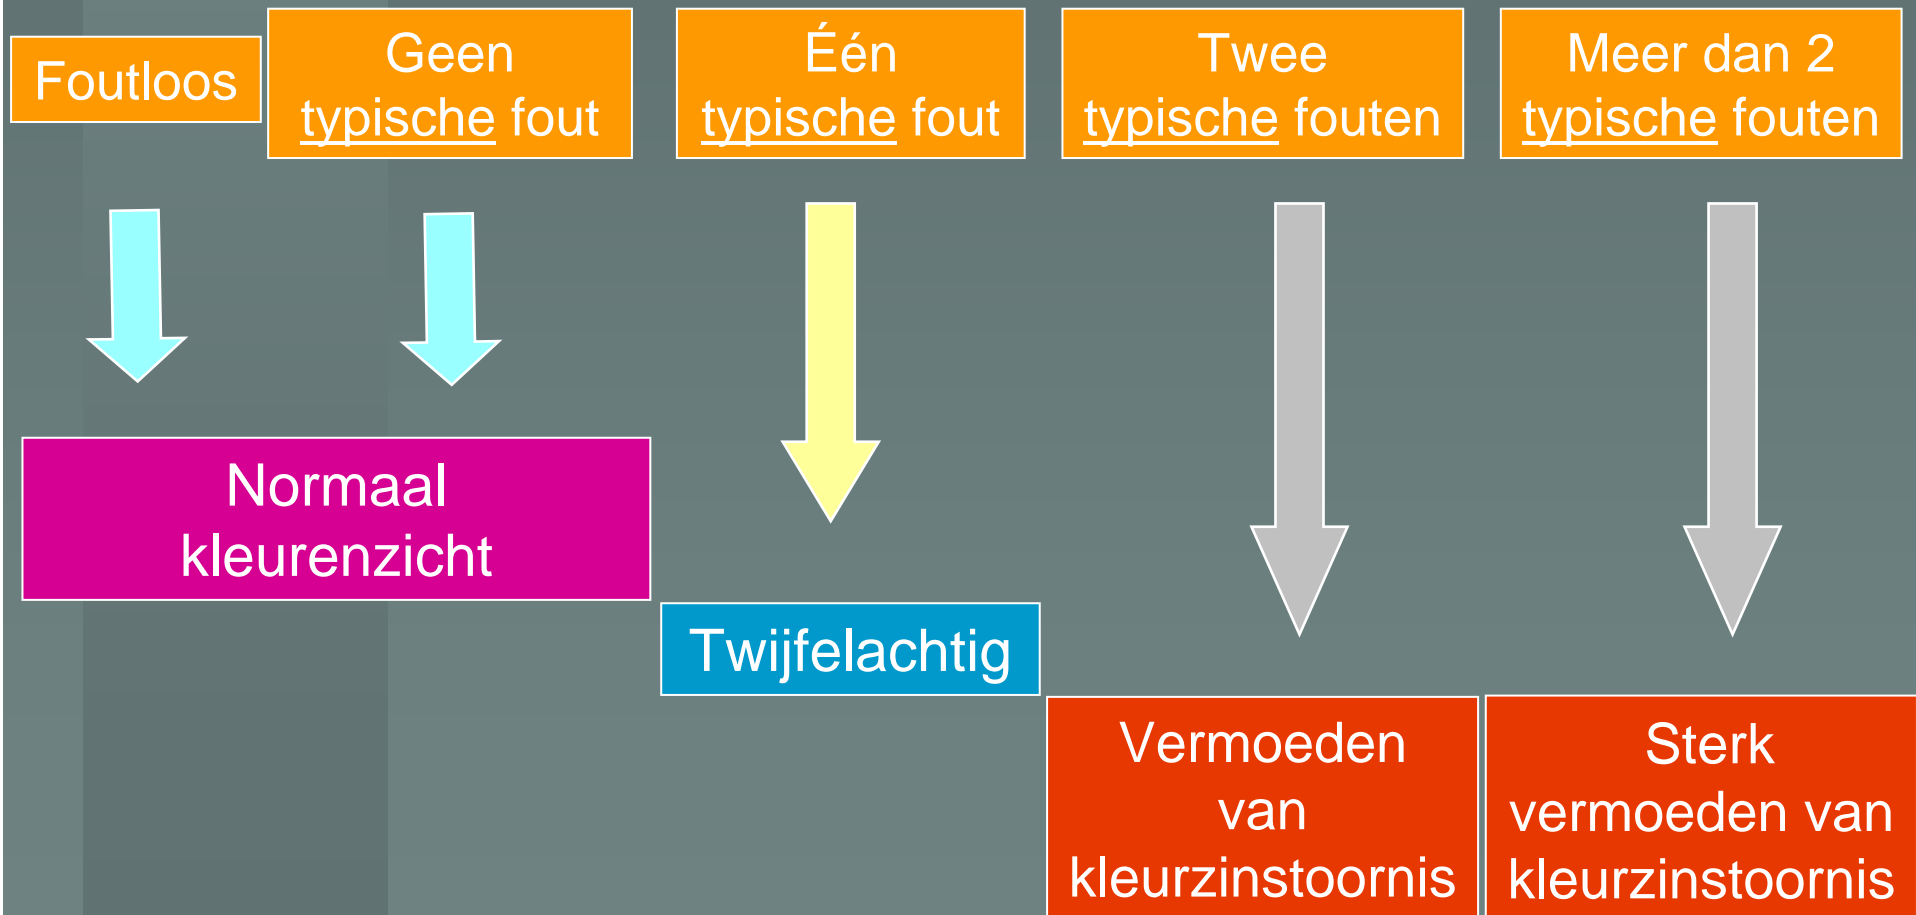 Foutloos
Geen
typische fout
Één
typische fout
Twee
typische fouten
Meer dan 2
typische fouten
Normaal
kleurenzicht
Twijfelachtig
Vermoeden
van
kleurzinstoornis
Sterk
vermoeden van
kleurzinstoornis